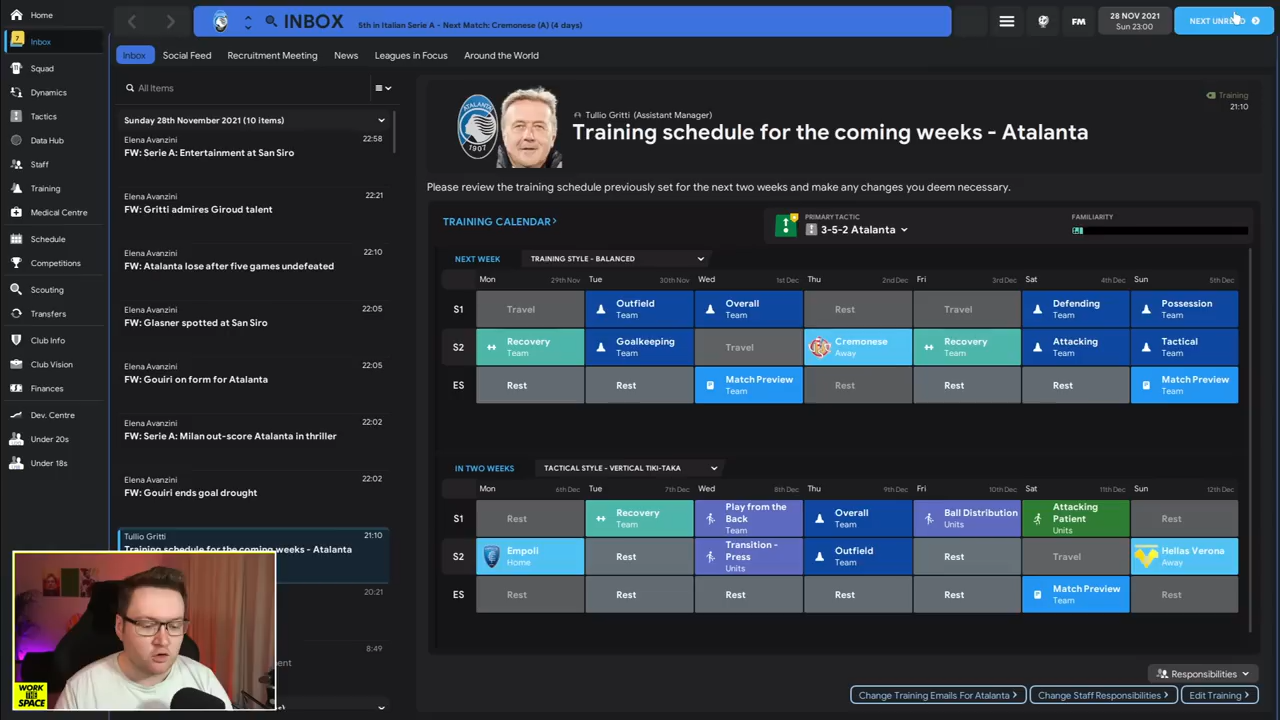 Home
7
Inbox
Squad
Dynamics
Tactics
Data Hub
Staff
Training
Medical Centre
Schedule
Competitions
Scouting
Transfers
Club Info
Club Vision
Finances
Dev. Centre
Under 20s
Under 18s
INBOX
5th in Italian Serie A - Next Match: Cremonese (A) (4 days)
FM
28 NOV 2021
Sun 23:00
Inbox
Social Feed
Recruitment Meeting
News
Leagues in Focus
Around the World
All Items
Sunday 28th November 2021 (10 items)
Elena Avanzini 22:58
FW: Serie A: Entertainment at San Siro
Elena Avanzini 22:21
FW: Gritti admires Giroud talent
Elena Avanzini 22:10
FW: Atalanta lose after five games undefeated
Elena Avanzini 22:05
FW: Glasner spotted at San Siro
Elena Avanzini 22:05
FW: Gouiri on form for Atalanta
Elena Avanzini 22:02
FW: Serie A: Milan out-score Atalanta in thriller
Elena Avanzini 22:02
FW: Gouiri ends goal drought
Tullio Gritti 21:10
Training schedule for the coming weeks - Atalanta
20:21
8:49
WORK
THE
SPACE
ATALANTA
1907
Tullio Gritti (Assistant Manager)
Training schedule for the coming weeks - Atalanta
Training
21:10
Please review the training schedule previously set for the next two weeks and make any changes you deem necessary.
TRAINING CALENDAR
PRIMARY TACTIC
3-5-2 Atalanta
FAMILIARITY
NEXT WEEK
TRAINING STYLE - BALANCED
Mon 29th Nov Tue 30th Nov Wed 1st Dec Thu 2nd Dec Fri 3rd Dec Sat 4th Dec Sun 5th Dec
S1
Travel
Outfield
Team
Overall
Team
Rest
Travel
Defending
Team
Possession
Team
S2
Recovery
Team
Goalkeeping
Team
Travel
Cremonese
Away
Recovery
Team
Attacking
Team
Tactical
Team
ES
Rest
Rest
Match Preview
Team
Rest
Rest
Rest
Match Preview
Team
IN TWO WEEKS
TACTICAL STYLE - VERTICAL TIKI-TAKA
Mon 6th Dec Tue 7th Dec Wed 8th Dec Thu 9th Dec Fri 10th Dec Sat 11th Dec Sun 12th Dec
S1
Rest
Recovery
Team
Play from the
Back
Team
Overall
Team
Ball Distribution
Units
Attacking
Patient
Units
Rest
S2
Empoli
Home
Rest
Transition -
Press
Units
Outfield
Team
Rest
Travel
Hellas Verona
Away
ES
Rest
Rest
Rest
Rest
Rest
Match Preview
Team
Rest
Responsibilities
Change Training Emails For Atalanta
Change Staff Responsibilities
Edit Training